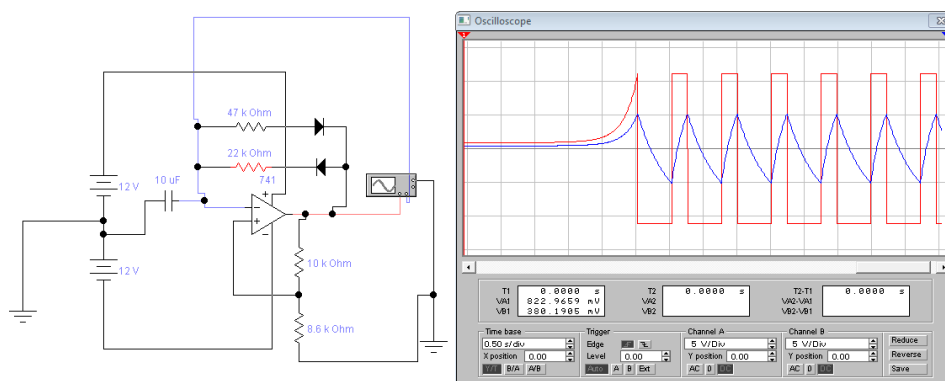 47 k Ohm
22 k Ohm
741
10 uF
12 V
12 V
10 k Ohm
8.6 k Ohm
Oscilloscope
T1 0.0000 s
VA1 822.9659 mV
VB1 380.1905 mV
T2 0.0000 s
VA2
VB2
T2-T1 0.0000 s
VA2-VA1
VB2-VB1
Time base
0.50 s/div
X position 0.00
Y/T B/A A/B
Trigger
Edge
Level 0.00
Auto A B Ext
Channel A
5 V/Div
Y position 0.00
AC 0 DC
Channel B
5 V/Div
Y position 0.00
AC 0 DC
Reduce
Reverse
Save